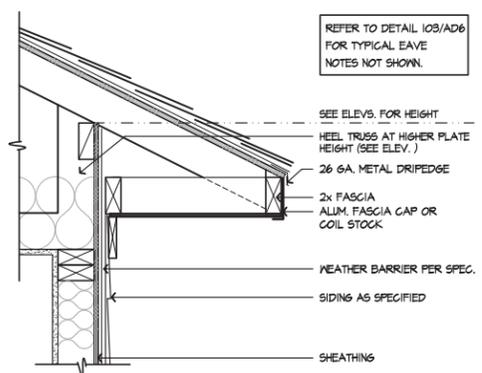 REFER TO DETAIL 103/AD6
FOR TYPICAL EAVE
NOTES NOT SHOWN.
SEE ELEVS. FOR HEIGHT
HEEL TRUSS AT HIGHER PLATE
HEIGHT (SEE ELEV. )
26 GA. METAL DRIPEDGE
2x FASCIA
ALUM. FASCIA CAP OR
COIL STOCK
WEATHER BARRIER PER SPEC.
SIDING AS SPECIFIED
SHEATHING